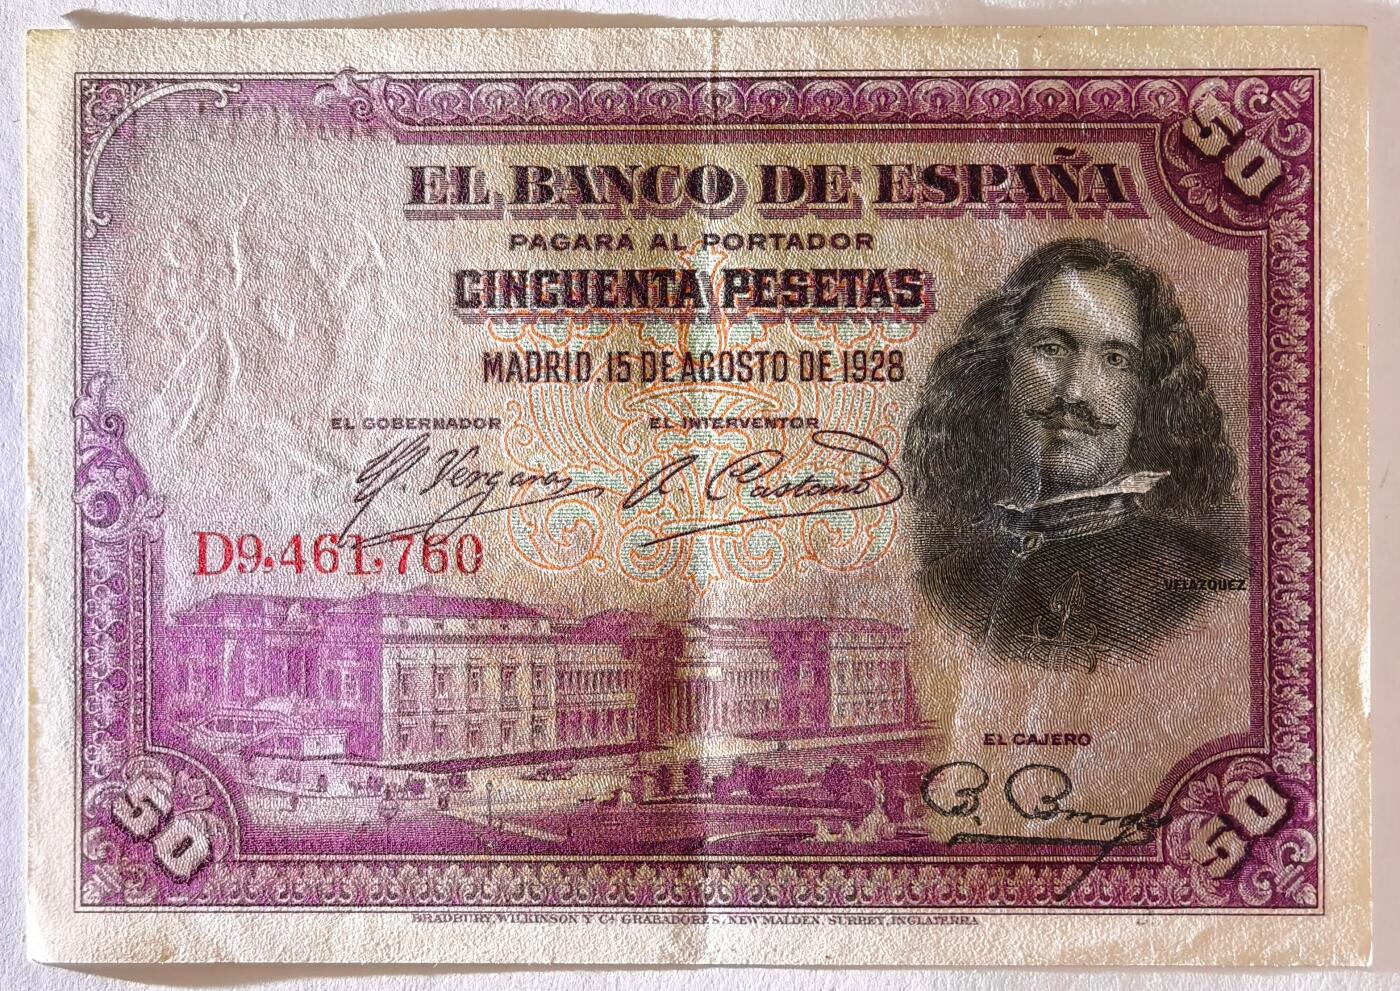 50
EL BANCO DE ESPAÑA
PAGARÁ AL PORTADOR
CINCUENTA PESETAS
MADRID, 15 DE AGOSTO DE 1928
EL GOBERNADOR
EL INTERVENTOR
D9.461.760
VELAZQUEZ
EL CAJERO
50
50
BRADBURY, WILKINSON Y Cª GRABADORES, NEW MALDEN, SURREY, INGLATERRA